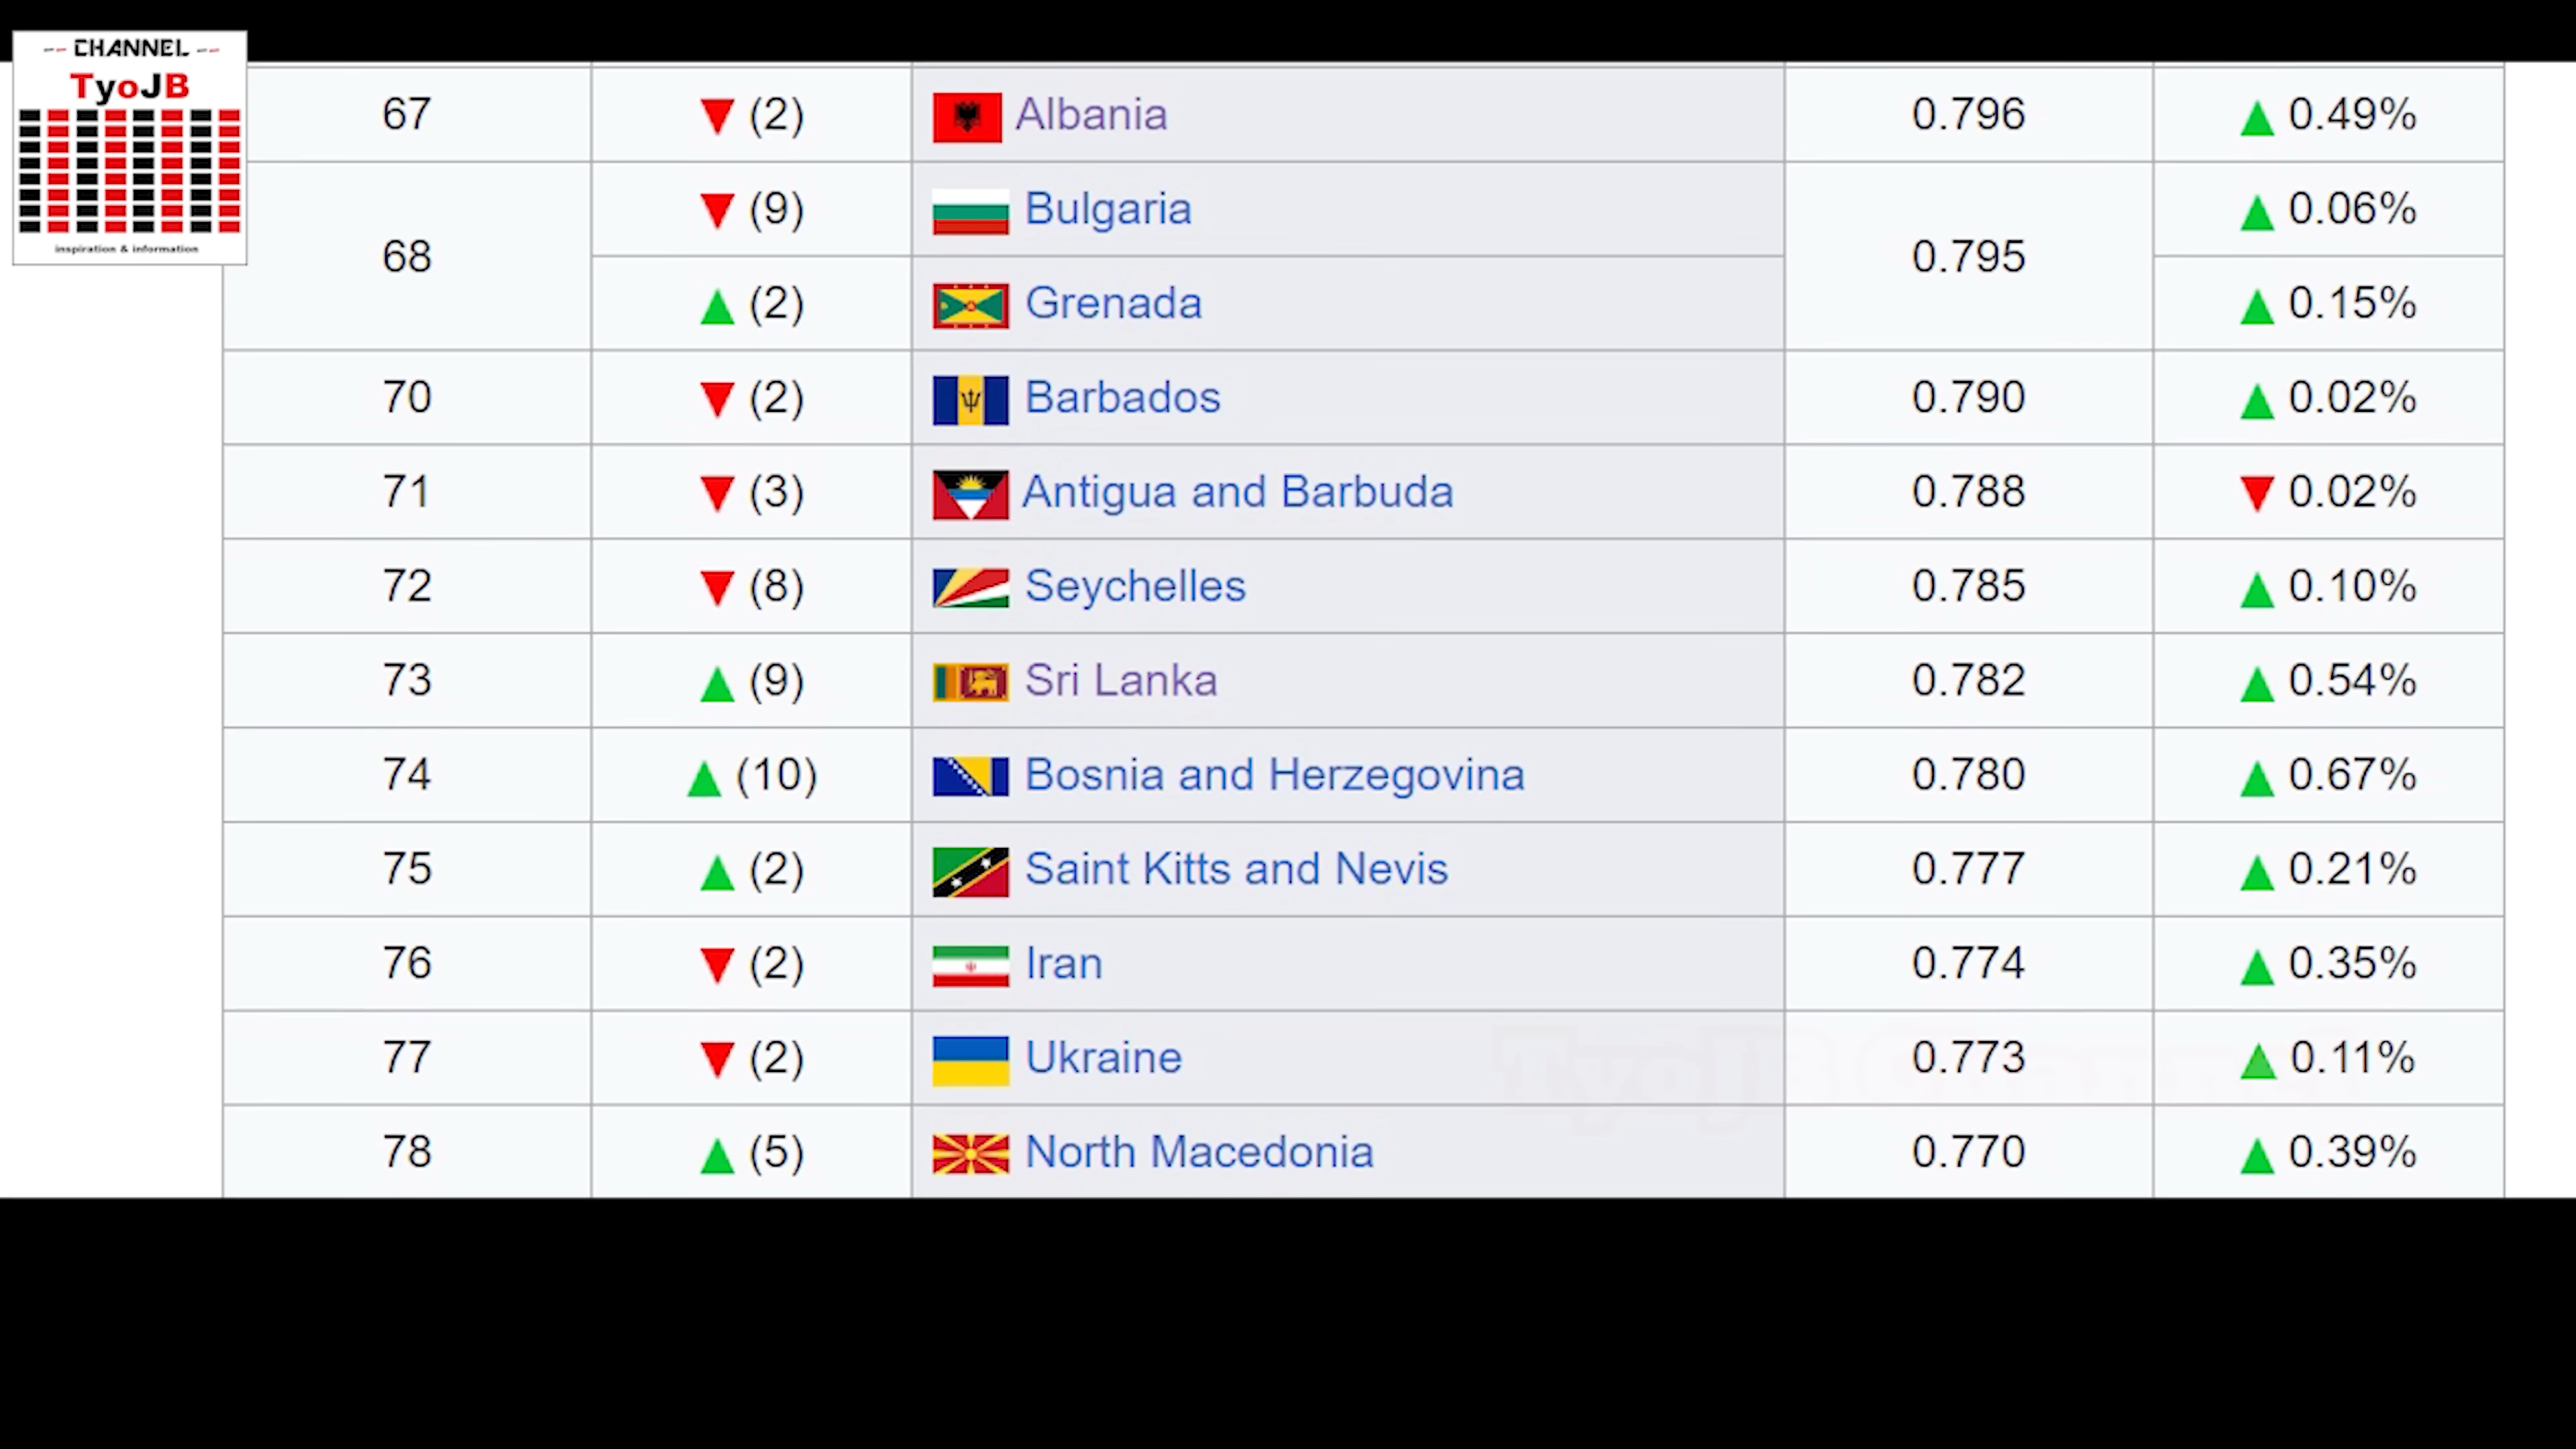 -- CHANNEL --
TyoJB
inspiration & information
67 ▼ (2) Albania 0.796 ▲ 0.49%
68 ▼ (9) Bulgaria 0.795 ▲ 0.06%
▲ (2) Grenada ▲ 0.15%
70 ▼ (2) Barbados 0.790 ▲ 0.02%
71 ▼ (3) Antigua and Barbuda 0.788 ▼ 0.02%
72 ▼ (8) Seychelles 0.785 ▲ 0.10%
73 ▲ (9) Sri Lanka 0.782 ▲ 0.54%
74 ▲ (10) Bosnia and Herzegovina 0.780 ▲ 0.67%
75 ▲ (2) Saint Kitts and Nevis 0.777 ▲ 0.21%
76 ▼ (2) Iran 0.774 ▲ 0.35%
77 ▼ (2) Ukraine 0.773 ▲ 0.11%
78 ▲ (5) North Macedonia 0.770 ▲ 0.39%